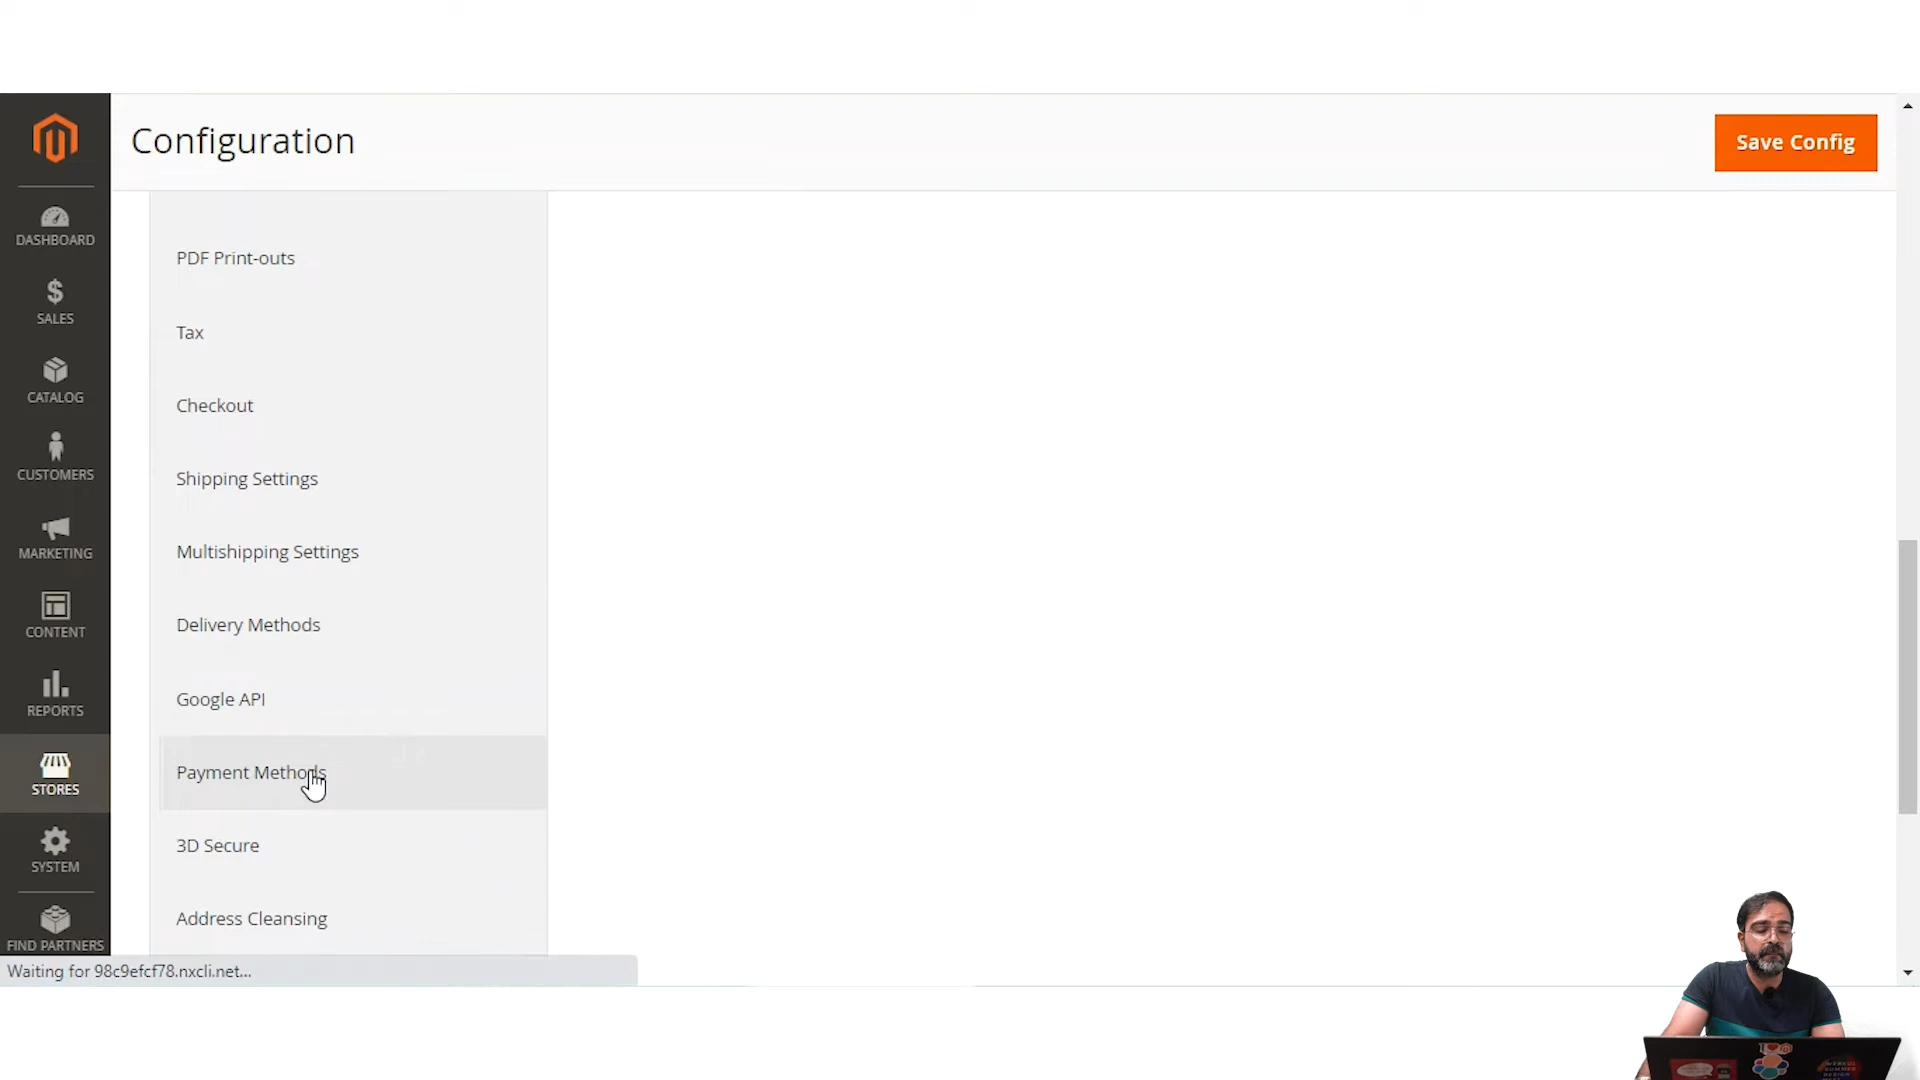 Configuration
Save Config
DASHBOARD
SALES
CATALOG
CUSTOMERS
MARKETING
CONTENT
REPORTS
STORES
SYSTEM
FIND PARTNERS
PDF Print-outs
Tax
Checkout
Shipping Settings
Multishipping Settings
Delivery Methods
Google API
Payment Methods
3D Secure
Address Cleansing
Waiting for 98c9efcf78.nxcli.net...